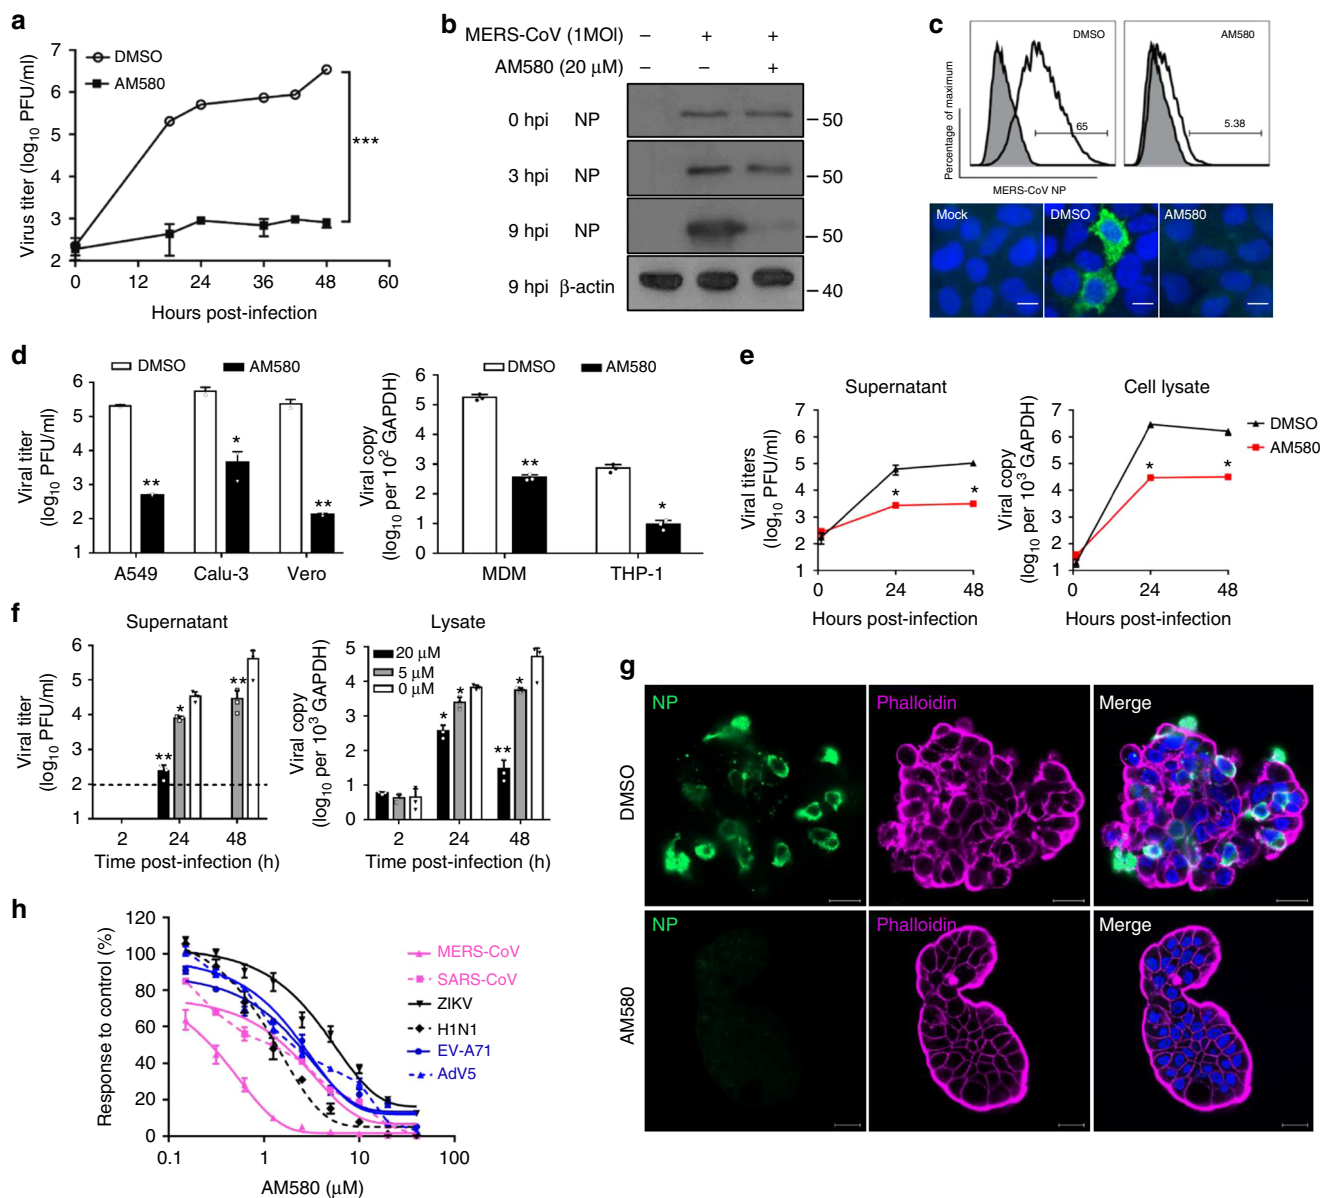 a
Virus titer (log10 PFU/ml)
7
6
5
4
3
2
DMSO
AM580
***
0 12 24 36 48 60
Hours post-infection
b
MERS-CoV (1MOI) – + +
AM580 (20 μM) – – +
0 hpi NP – 50
3 hpi NP – 50
9 hpi NP – 50
9 hpi β-actin – 40
c
Percentage of maximum
DMSO
65
AM580
5.38
MERS-CoV NP
Mock
DMSO
AM580
d
DMSO AM580
Viral titer
(log10 PFU/ml)
6
5
4
3
2
1
**
*
**
A549 Calu-3 Vero
DMSO AM580
Viral copy
(log10 per 10² GAPDH)
6
5
4
3
2
1
0
**
*
MDM THP-1
e
Supernatant
Viral titers
(log10 PFU/ml)
7
6
5
4
3
2
1
* *
0 24 48
Hours post-infection
Cell lysate
Viral copy
(log10 per 10³ GAPDH)
7
6
5
4
3
2
1
* *
0 24 48
Hours post-infection
DMSO
AM580
f
Supernatant
Viral titer
(log10 PFU/ml)
6
5
4
3
2
1
** *
**
2 24 48
Time post-infection (h)
Lysate
Viral copy
(log10 per 10³ GAPDH)
5
4
3
2
1
0
20 μM
5 μM
0 μM
* *
** *
2 24 48
Time post-infection (h)
g
DMSO
NP
Phalloidin
Merge
AM580
NP
Phalloidin
Merge
h
Response to control (%)
120
100
80
60
40
20
0
MERS-CoV
SARS-CoV
ZIKV
H1N1
EV-A71
AdV5
0.1 1 10 100
AM580 (μM)